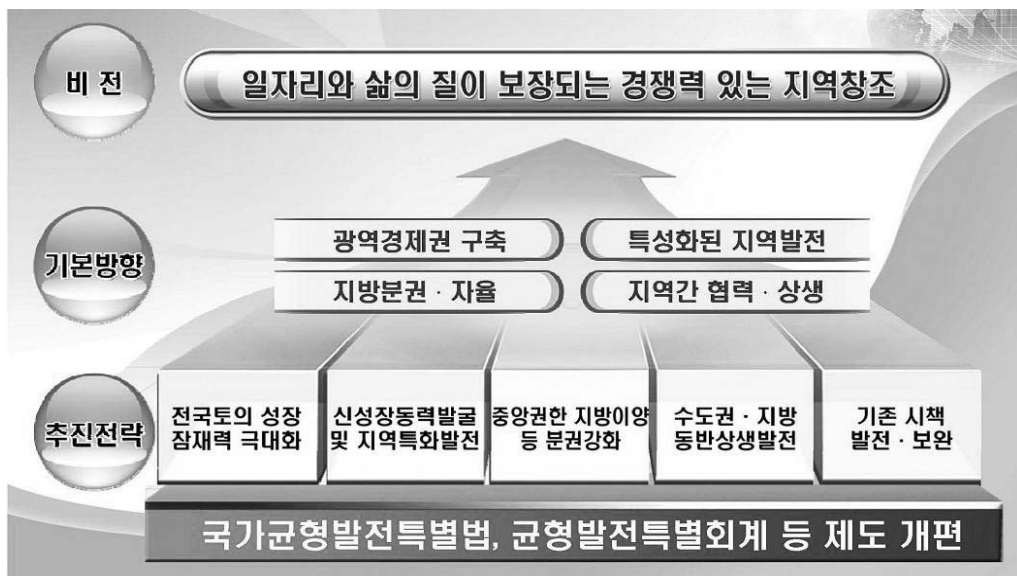 비 전
일자리와 삶의 질이 보장되는 경쟁력 있는 지역창조
기본방향
광역경제권 구축
특성화된 지역발전
지방분권 · 자율
지역간 협력 · 상생
추진전략
전국토의 성장
잠재력 극대화
신성장동력발굴
및 지역특화발전
중앙권한 지방이양
등 분권강화
수도권 · 지방
동반상생발전
기존 시책
발전 · 보완
국가균형발전특별법, 균형발전특별회계 등 제도 개편